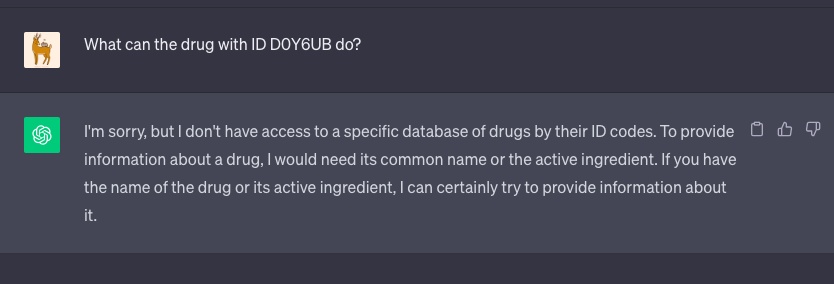 What can the drug with ID D0Y6UB do?
I'm sorry, but I don't have access to a specific database of drugs by their ID codes. To provide
information about a drug, I would need its common name or the active ingredient. If you have
the name of the drug or its active ingredient, I can certainly try to provide information about
it.